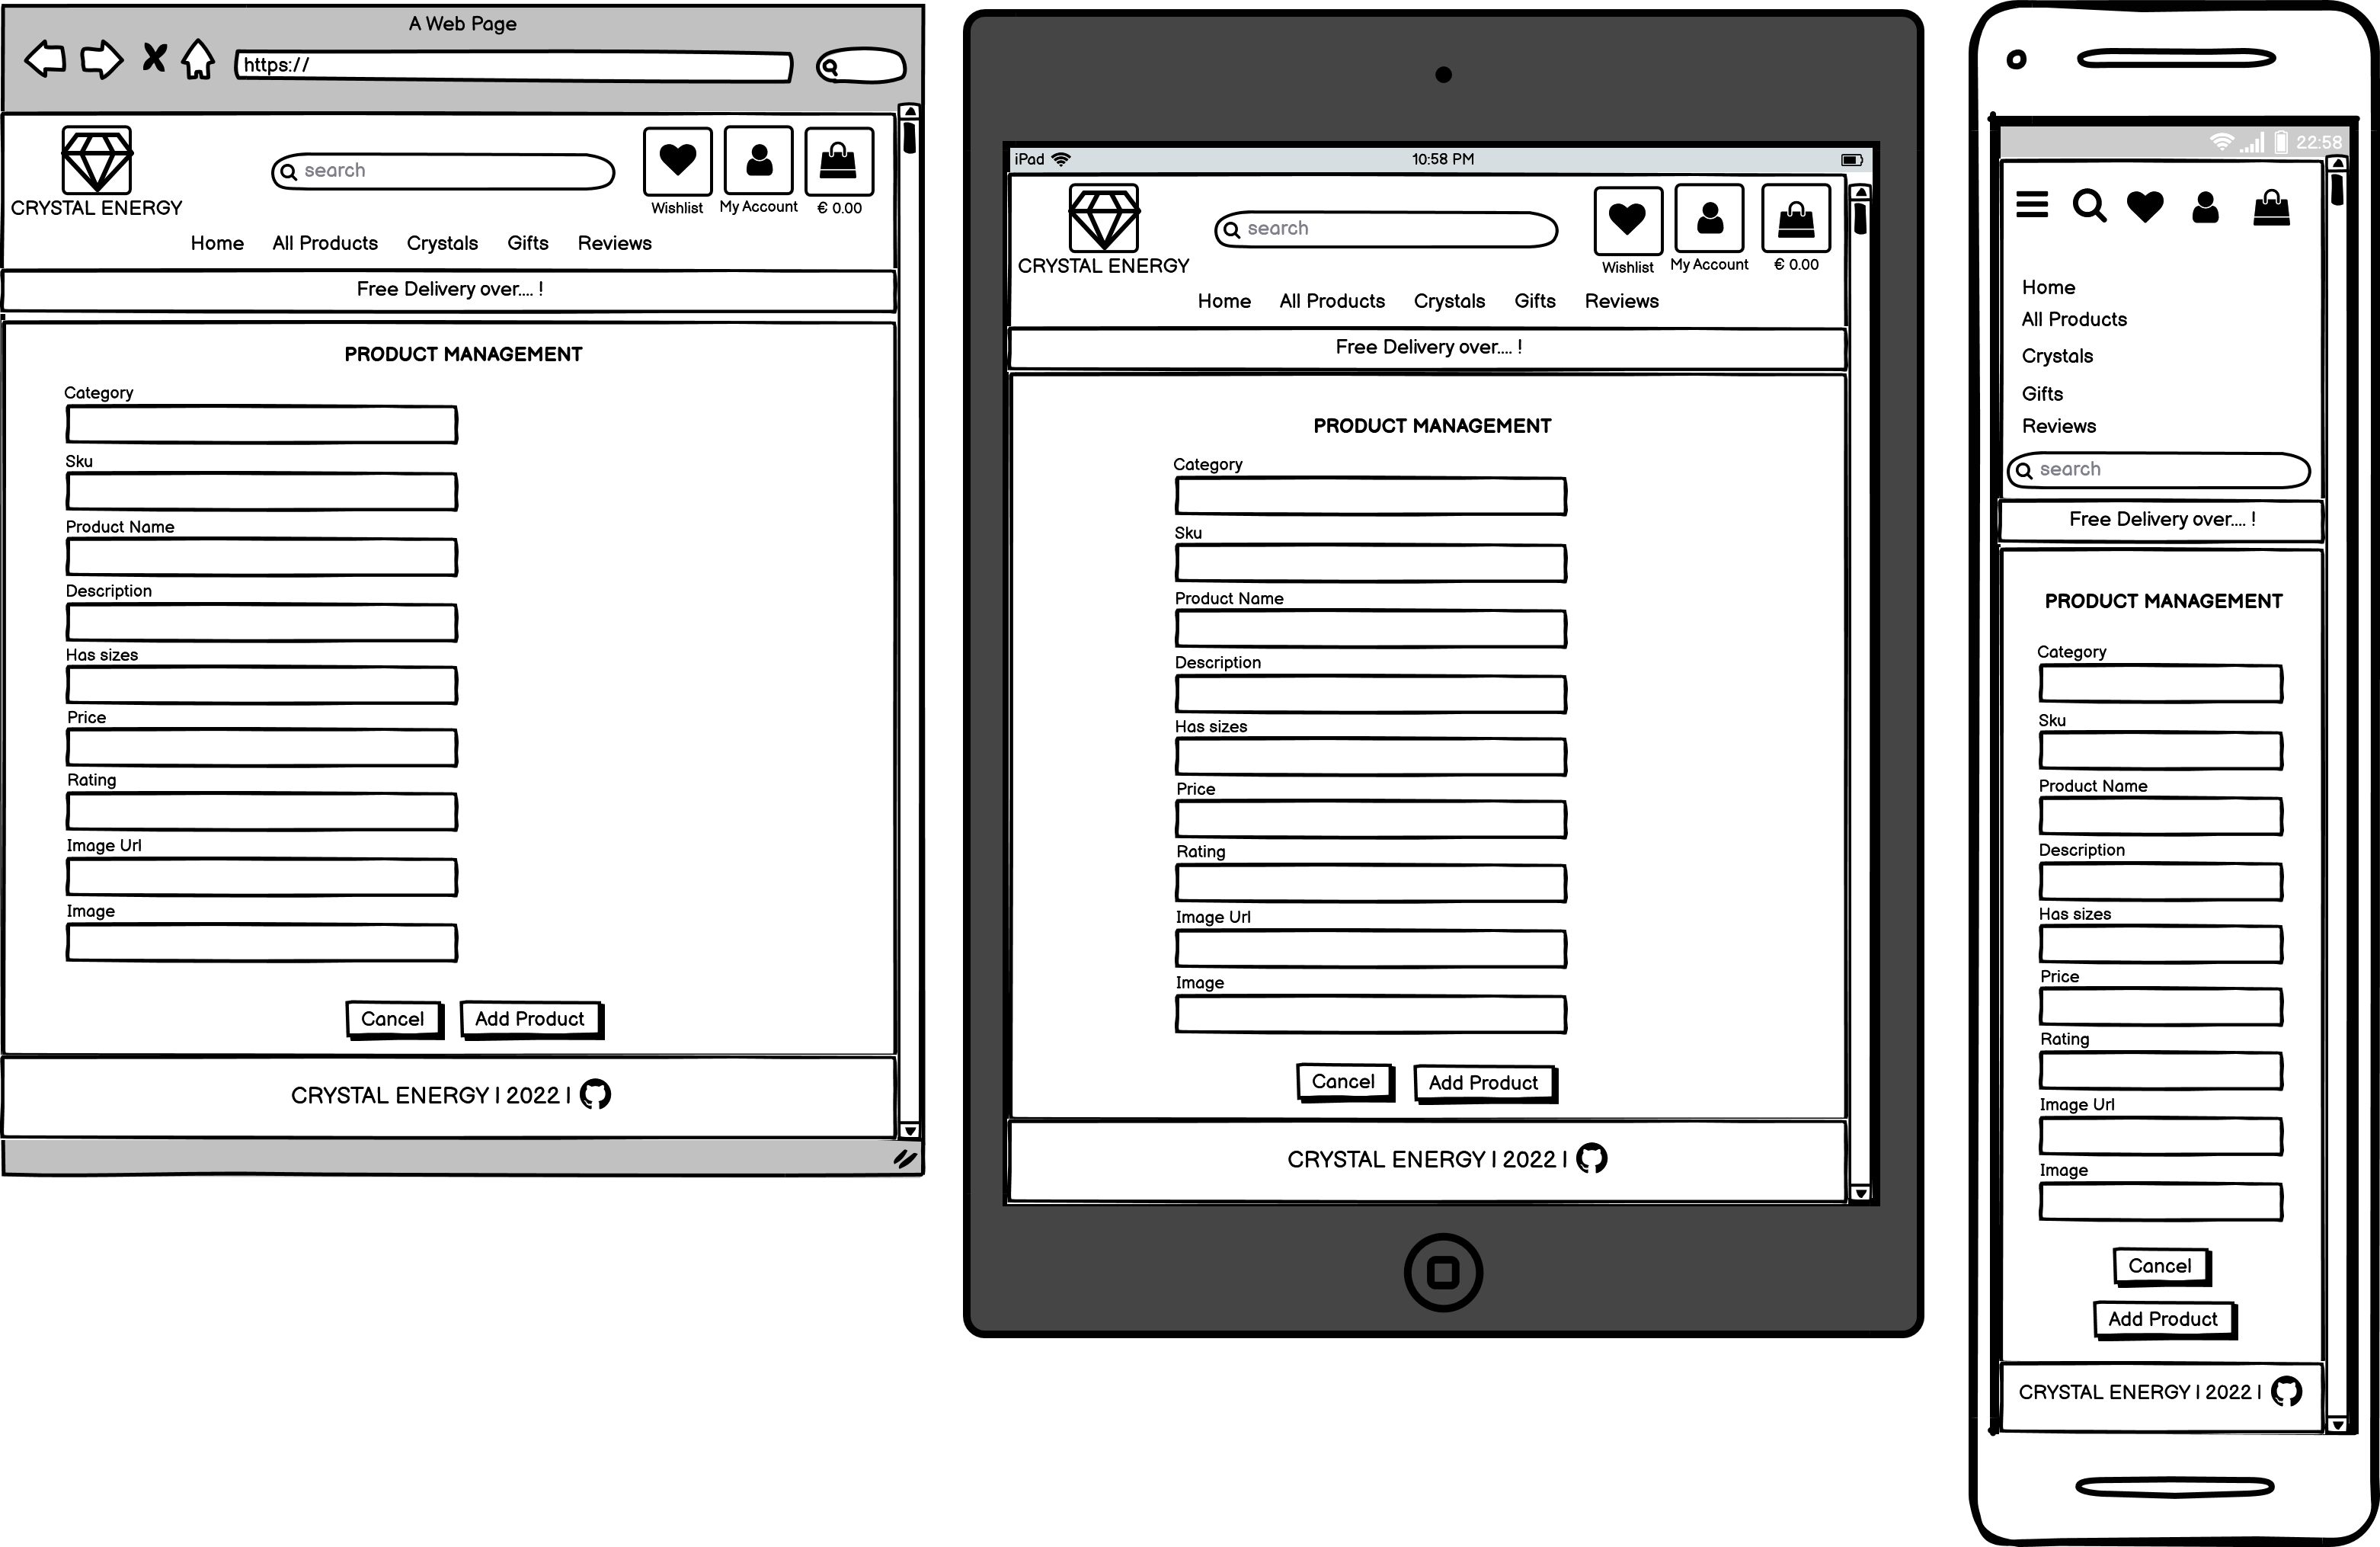 A Web Page
https://
search
CRYSTAL ENERGY
Wishlist My Account € 0.00
Home All Products Crystals Gifts Reviews
Free Delivery over.... !
PRODUCT MANAGEMENT
Category
Sku
Product Name
Description
Has sizes
Price
Rating
Image Url
Image
Cancel Add Product
CRYSTAL ENERGY | 2022 |
iPad 10:58 PM
search
CRYSTAL ENERGY
Wishlist My Account € 0.00
Home All Products Crystals Gifts Reviews
Free Delivery over.... !
PRODUCT MANAGEMENT
Category
Sku
Product Name
Description
Has sizes
Price
Rating
Image Url
Image
Cancel Add Product
CRYSTAL ENERGY | 2022 |
22:58
Home
All Products
Crystals
Gifts
Reviews
search
Free Delivery over.... !
PRODUCT MANAGEMENT
Category
Sku
Product Name
Description
Has sizes
Price
Rating
Image Url
Image
Cancel
Add Product
CRYSTAL ENERGY | 2022 |